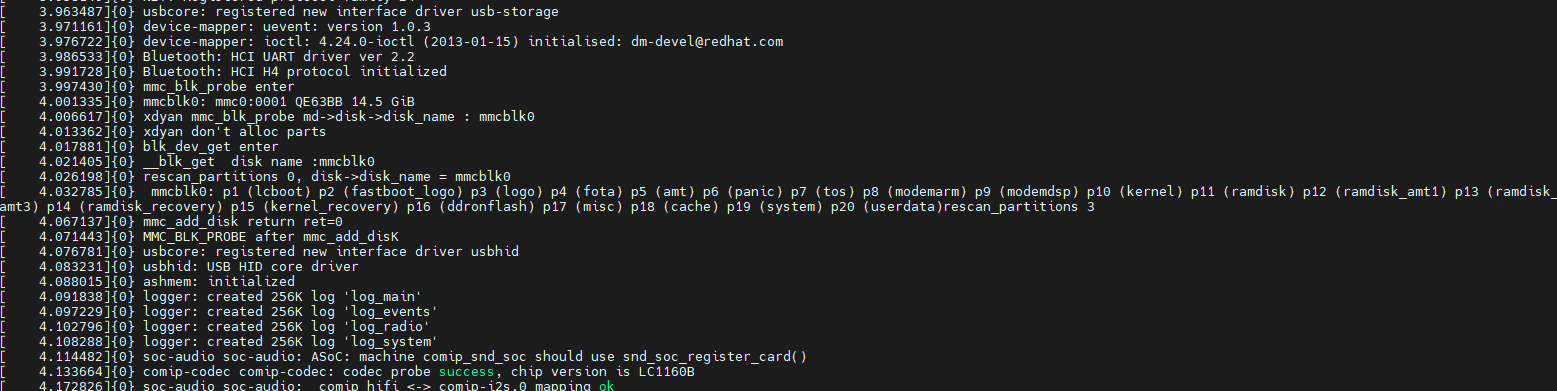 [    3.963487]{0} usbcore: registered new interface driver usb-storage
[    3.971161]{0} device-mapper: uevent: version 1.0.3
[    3.976722]{0} device-mapper: ioctl: 4.24.0-ioctl (2013-01-15) initialised: dm-devel@redhat.com
[    3.986533]{0} Bluetooth: HCI UART driver ver 2.2
[    3.991728]{0} Bluetooth: HCI H4 protocol initialized
[    3.997430]{0} mmc_blk_probe enter
[    4.001335]{0} mmcblk0: mmc0:0001 QE63BB 14.5 GiB
[    4.006617]{0} xdyan mmc_blk_probe md->disk->disk_name : mmcblk0
[    4.013362]{0} xdyan don't alloc parts
[    4.017881]{0} blk_dev_get enter
[    4.021405]{0} __blk_get  disk name :mmcblk0
[    4.026198]{0} rescan_partitions 0, disk->disk_name = mmcblk0
[    4.032785]{0}  mmcblk0: p1 (lcboot) p2 (fastboot_logo) p3 (logo) p4 (fota) p5 (amt) p6 (panic) p7 (tos) p8 (modemarm) p9 (modemdsp) p10 (kernel) p11 (ramdisk) p12 (ramdisk_amt1) p13 (ramdisk_
amt3) p14 (ramdisk_recovery) p15 (kernel_recovery) p16 (ddronflash) p17 (misc) p18 (cache) p19 (system) p20 (userdata)rescan_partitions 3
[    4.067137]{0} mmc_add_disk return ret=0
[    4.071443]{0} MMC_BLK_PROBE after mmc_add_disK
[    4.076781]{0} usbcore: registered new interface driver usbhid
[    4.083231]{0} usbhid: USB HID core driver
[    4.088015]{0} ashmem: initialized
[    4.091838]{0} logger: created 256K log 'log_main'
[    4.097229]{0} logger: created 256K log 'log_events'
[    4.102796]{0} logger: created 256K log 'log_radio'
[    4.108288]{0} logger: created 256K log 'log_system'
[    4.114482]{0} soc-audio soc-audio: ASoC: machine comip_snd_soc should use snd_soc_register_card()
[    4.133664]{0} comip-codec comip-codec: codec probe success, chip version is LC1160B
[    4.172826]{0} soc-audio soc-audio:  comip_hifi <-> comip-i2s.0 mapping ok